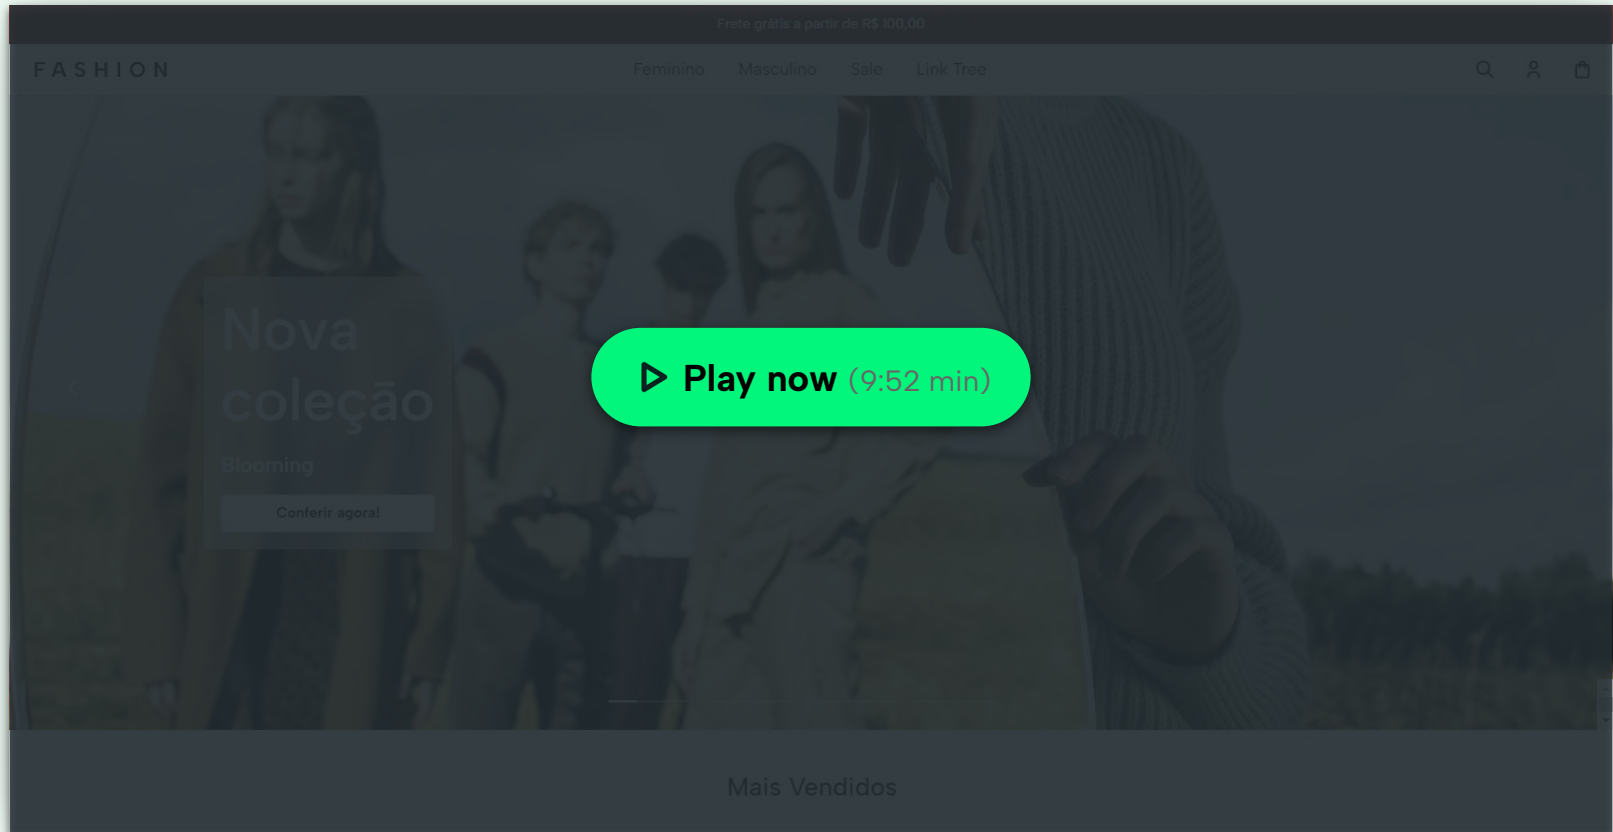 Frete grátis a partir de R$ 100,00
FASHION
Feminino Masculino Sale Link Tree
Nova
coleção
Blooming
Conferir agora!
Play now (9:52 min)
Mais Vendidos